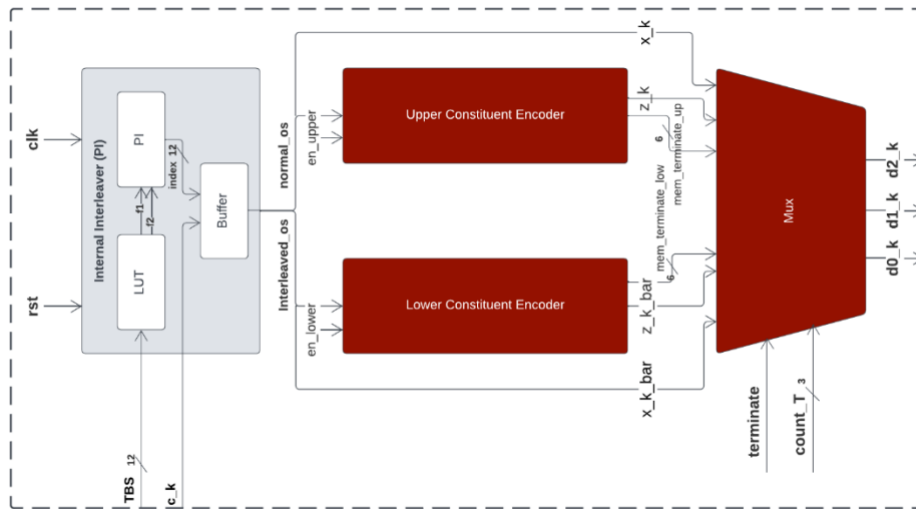 clk
rst
Internal Interleaver (PI)
PI
LUT
f1
f2
index 12
Buffer
TBS 12
c_k
normal_os
Interleaved_os
en_upper
en_lower
Upper Constituent Encoder
Lower Constituent Encoder
x_k
z_k
6
mem_terminate_up
mem_terminate_low
6
z_k_bar
x_k_bar
Mux
terminate
count_T 3
d2_k
d1_k
d0_k